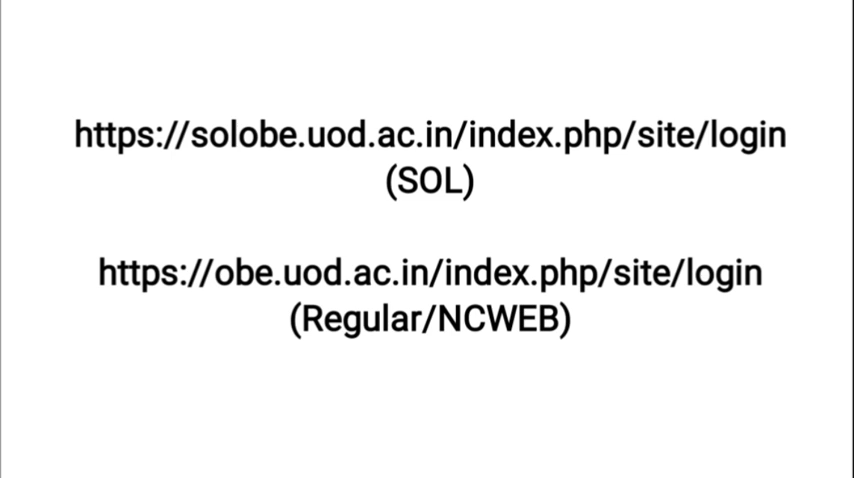 https://solobe.uod.ac.in/index.php/site/login
(SOL)
https://obe.uod.ac.in/index.php/site/login
(Regular/NCWEB)